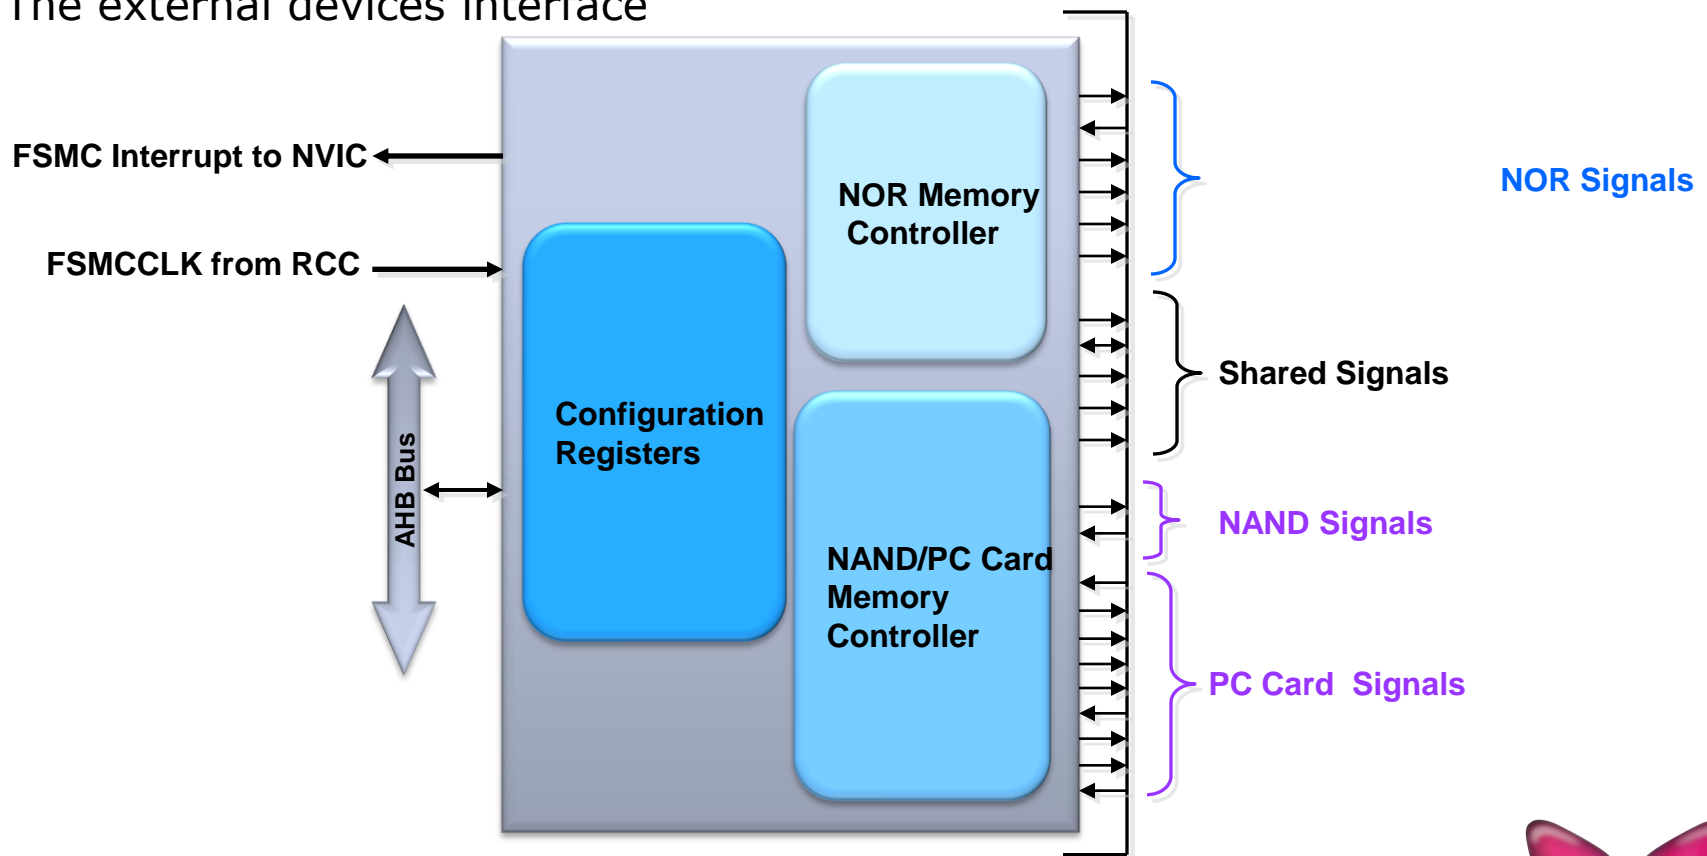 The external devices interface
FSMC Interrupt to NVIC
FSMCCLK from RCC
AHB Bus
Configuration
Registers
NOR Memory
Controller
NAND/PC Card
Memory
Controller
NOR Signals
Shared Signals
NAND Signals
PC Card  Signals